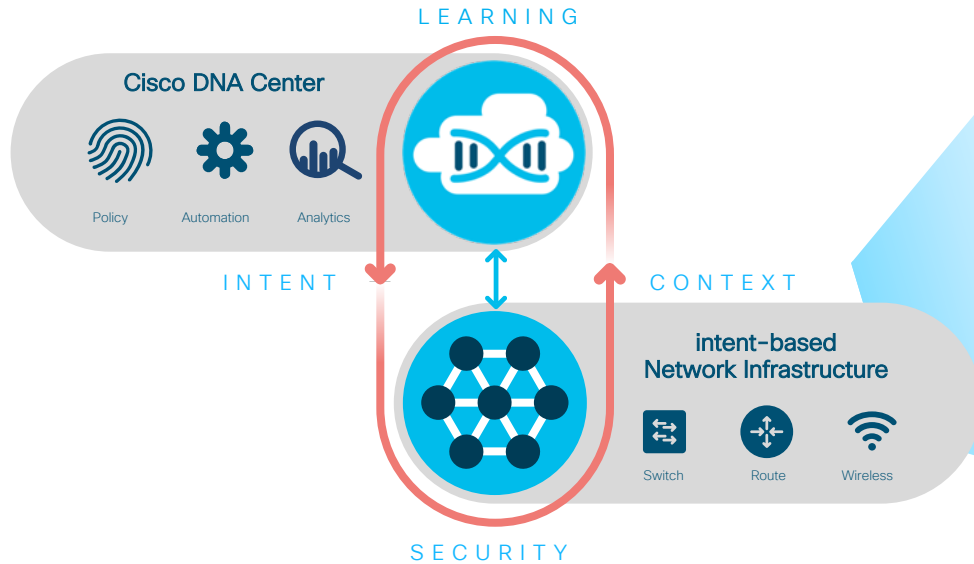 LEARNING
Cisco DNA Center
Policy
Automation
Analytics
INTENT
CONTEXT
intent-based
Network Infrastructure
Switch
Route
Wireless
SECURITY